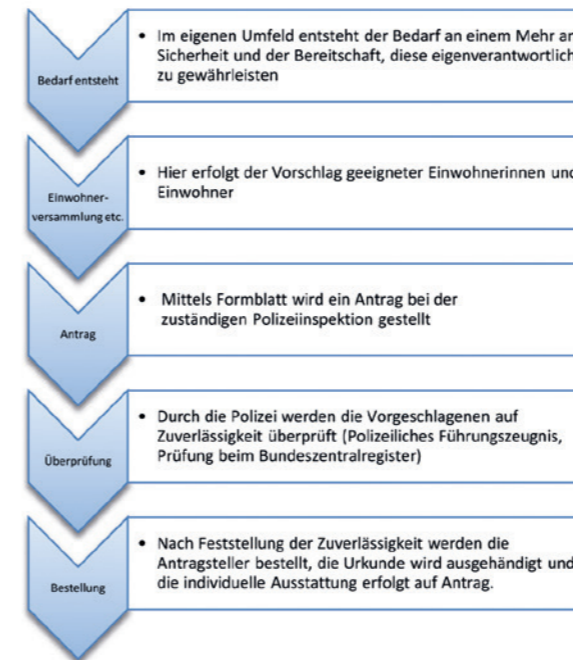 Bedarf entsteht
• Im eigenen Umfeld entsteht der Bedarf an einem Mehr an
Sicherheit und der Bereitschaft, diese eigenverantwortlich
zu gewährleisten
Einwohner-
versammlung etc.
• Hier erfolgt der Vorschlag geeigneter Einwohnerinnen und
Einwohner
Antrag
• Mittels Formblatt wird ein Antrag bei der
zuständigen Polizeiinspektion gestellt
Überprüfung
• Durch die Polizei werden die Vorgeschlagenen auf
Zuverlässigkeit überprüft (Polizeiliches Führungszeugnis,
Prüfung beim Bundeszentralregister)
Bestellung
• Nach Feststellung der Zuverlässigkeit werden die
Antragsteller bestellt, die Urkunde wird ausgehändigt und
die individuelle Ausstattung erfolgt auf Antrag.